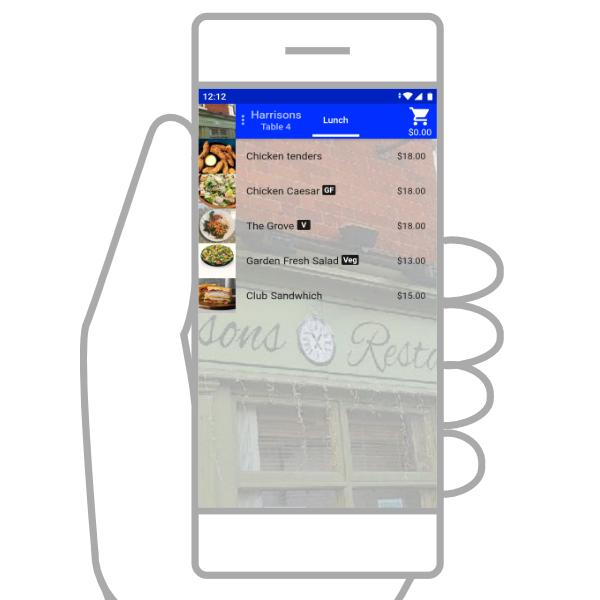 12:12
Harrisons
Table 4
Lunch
$0.00
Chicken tenders $18.00
Chicken Caesar GF $18.00
The Grove V $18.00
Garden Fresh Salad Veg $13.00
Club Sandwhich $15.00
sons Resta